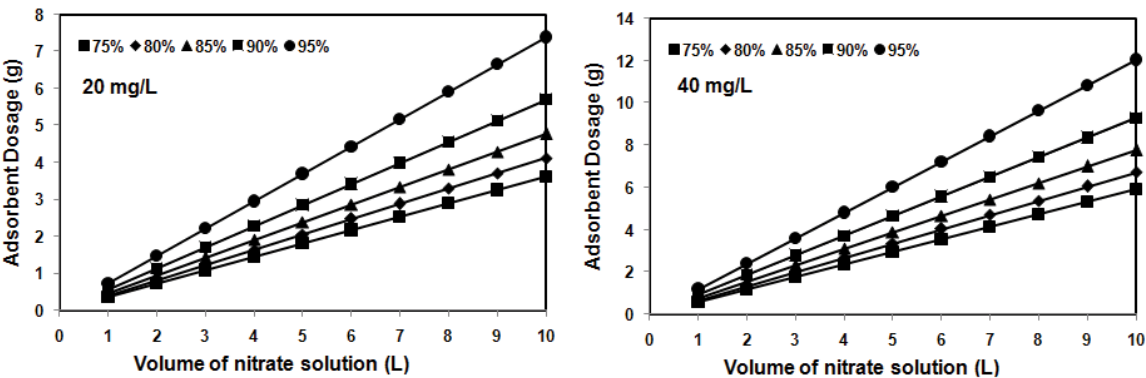 8
7
6
5
4
3
2
1
0
Adsorbent Dosage (g)
75% 80% 85% 90% 95%
20 mg/L
0 1 2 3 4 5 6 7 8 9 10
Volume of nitrate solution (L)
14
12
10
8
6
4
2
0
Adsorbent Dosage (g)
75% 80% 85% 90% 95%
40 mg/L
0 1 2 3 4 5 6 7 8 9 10
Volume of nitrate solution (L)